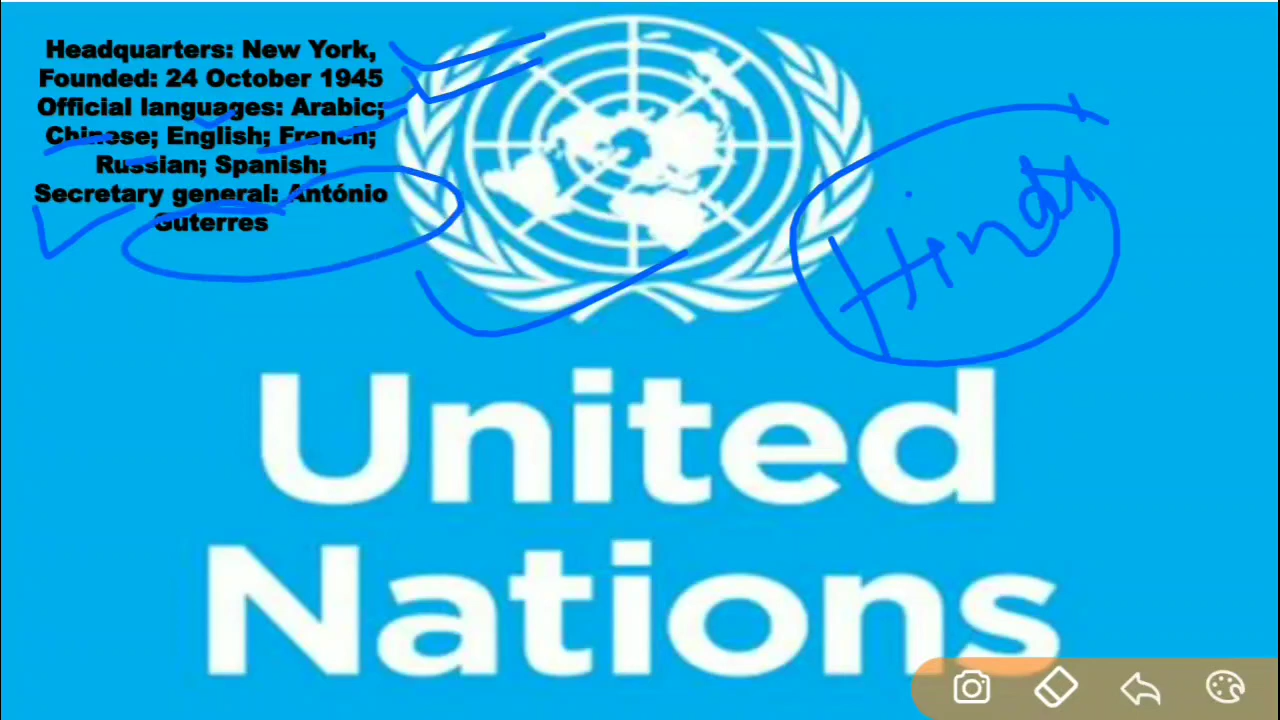 Headquarters: New York,
Founded: 24 October 1945
Official languages: Arabic;
Chinese; English; French;
Russian; Spanish;
Secretary general: António
Guterres
Hindi
United
Nations